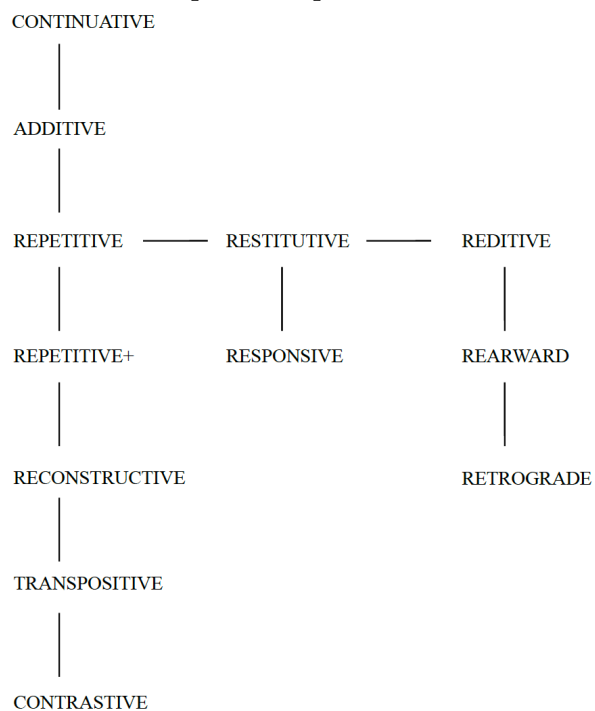 CONTINUATIVE
ADDITIVE
REPETITIVE RESTITUTIVE REDITIVE
REPETITIVE+ RESPONSIVE REARWARD
RECONSTRUCTIVE RETROGRADE
TRANSPOSITIVE
CONTRASTIVE